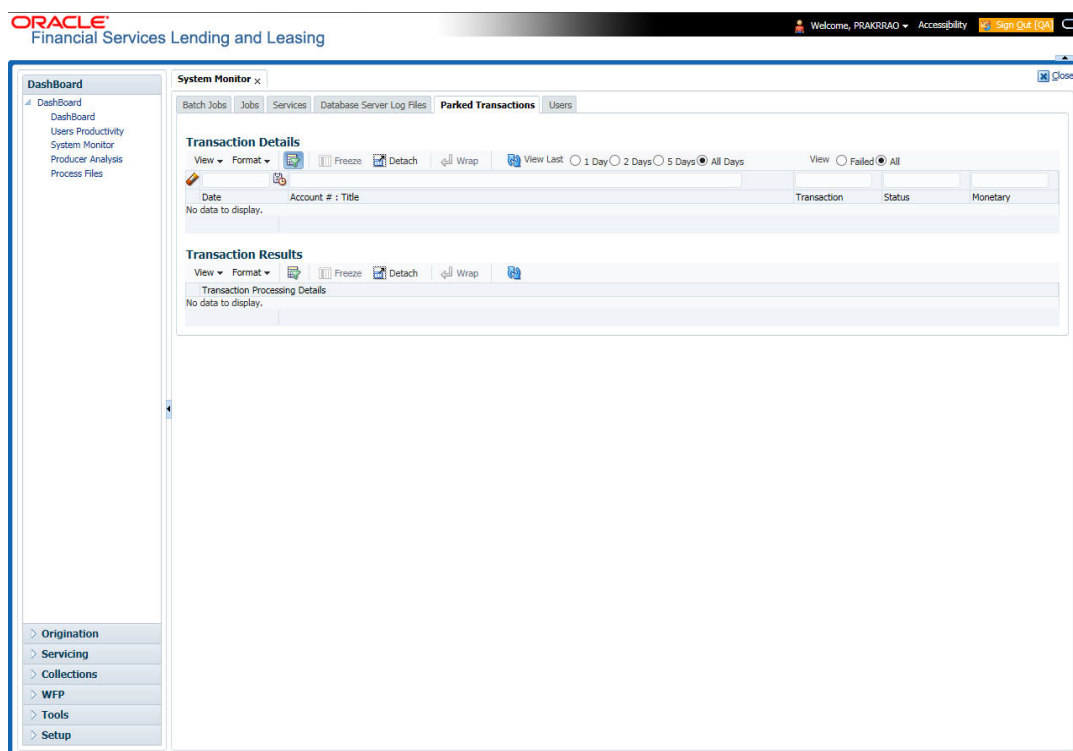 ORACLE
Financial Services Lending and Leasing
Welcome, PRAKRRAO Accessibility Sign Out [QA]
Close
DashBoard
DashBoard
DashBoard
Users Productivity
System Monitor
Producer Analysis
Process Files
System Monitor x
Batch Jobs Jobs Services Database Server Log Files Parked Transactions Users
Transaction Details
View Format Freeze Detach Wrap View Last 1 Day 2 Days 5 Days All Days View Failed All
Date Account # : Title Transaction Status Monetary
No data to display.
Transaction Results
View Format Freeze Detach Wrap
Transaction Processing Details
No data to display.
Origination
Servicing
Collections
WFP
Tools
Setup